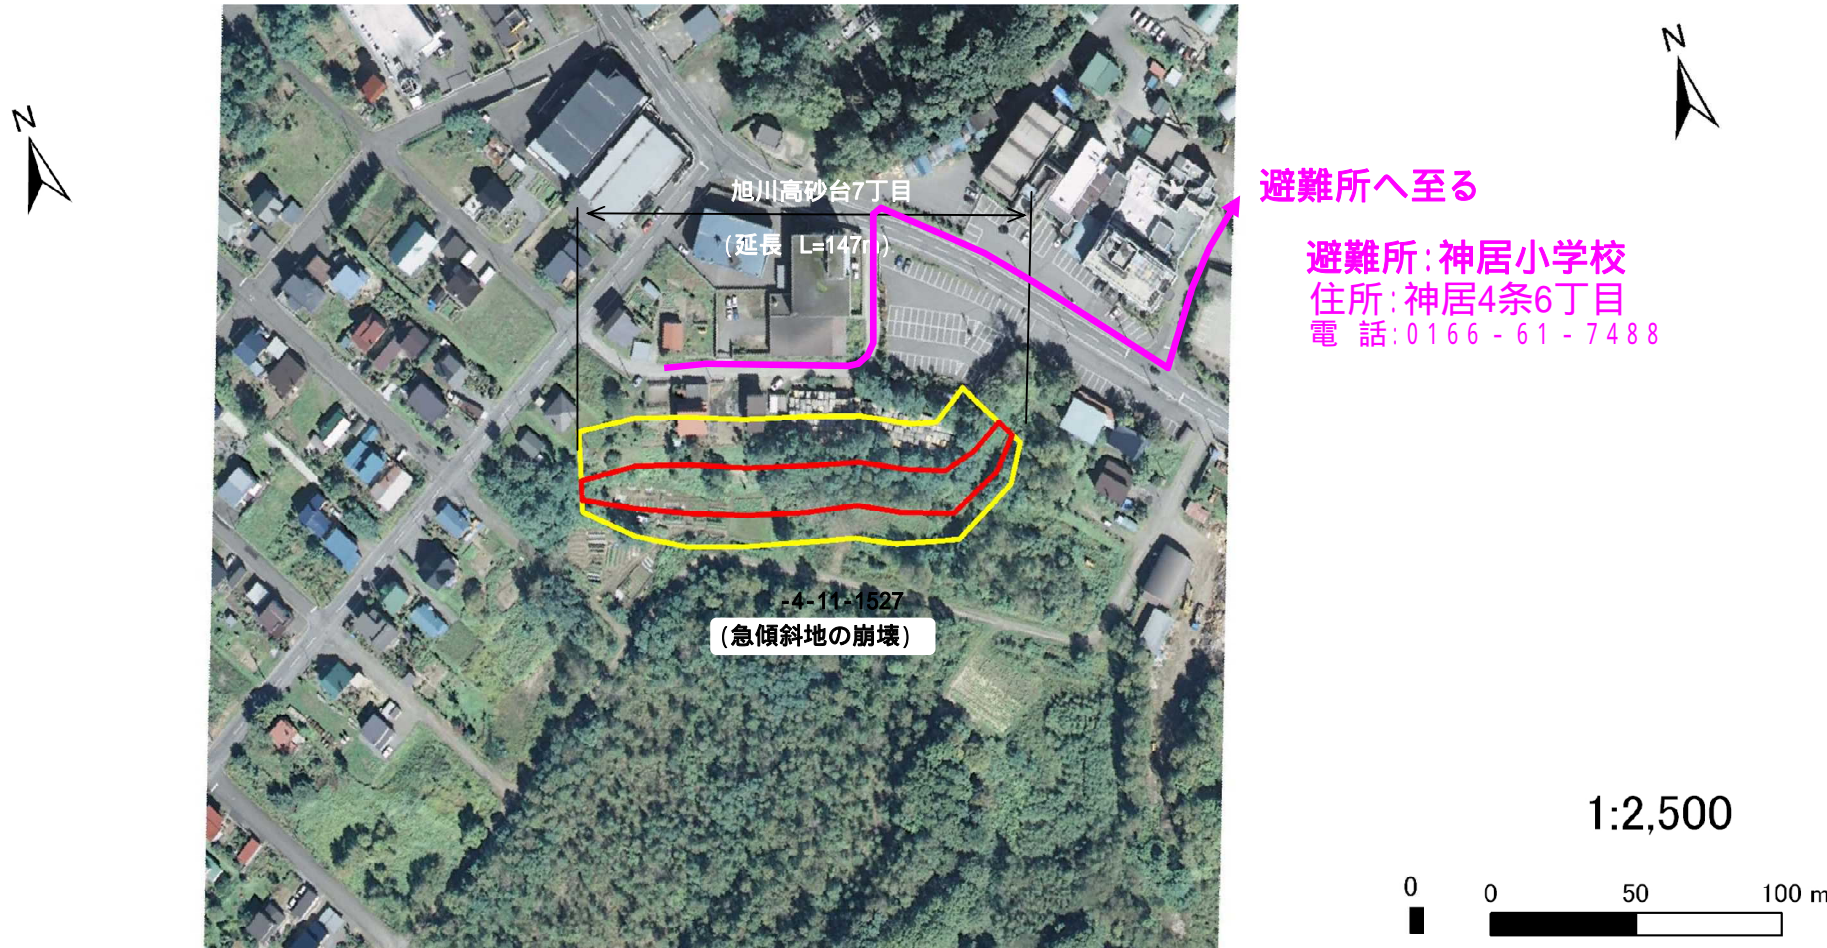 N
N
旭川高砂台7丁目
(延長 L=147m)
避難所へ至る
避難所:神居小学校
住所:神居4条6丁目
電 話:0166-61-7488
-4-11-1527
(急傾斜地の崩壊)
1:2,500
0
0 50 100 m